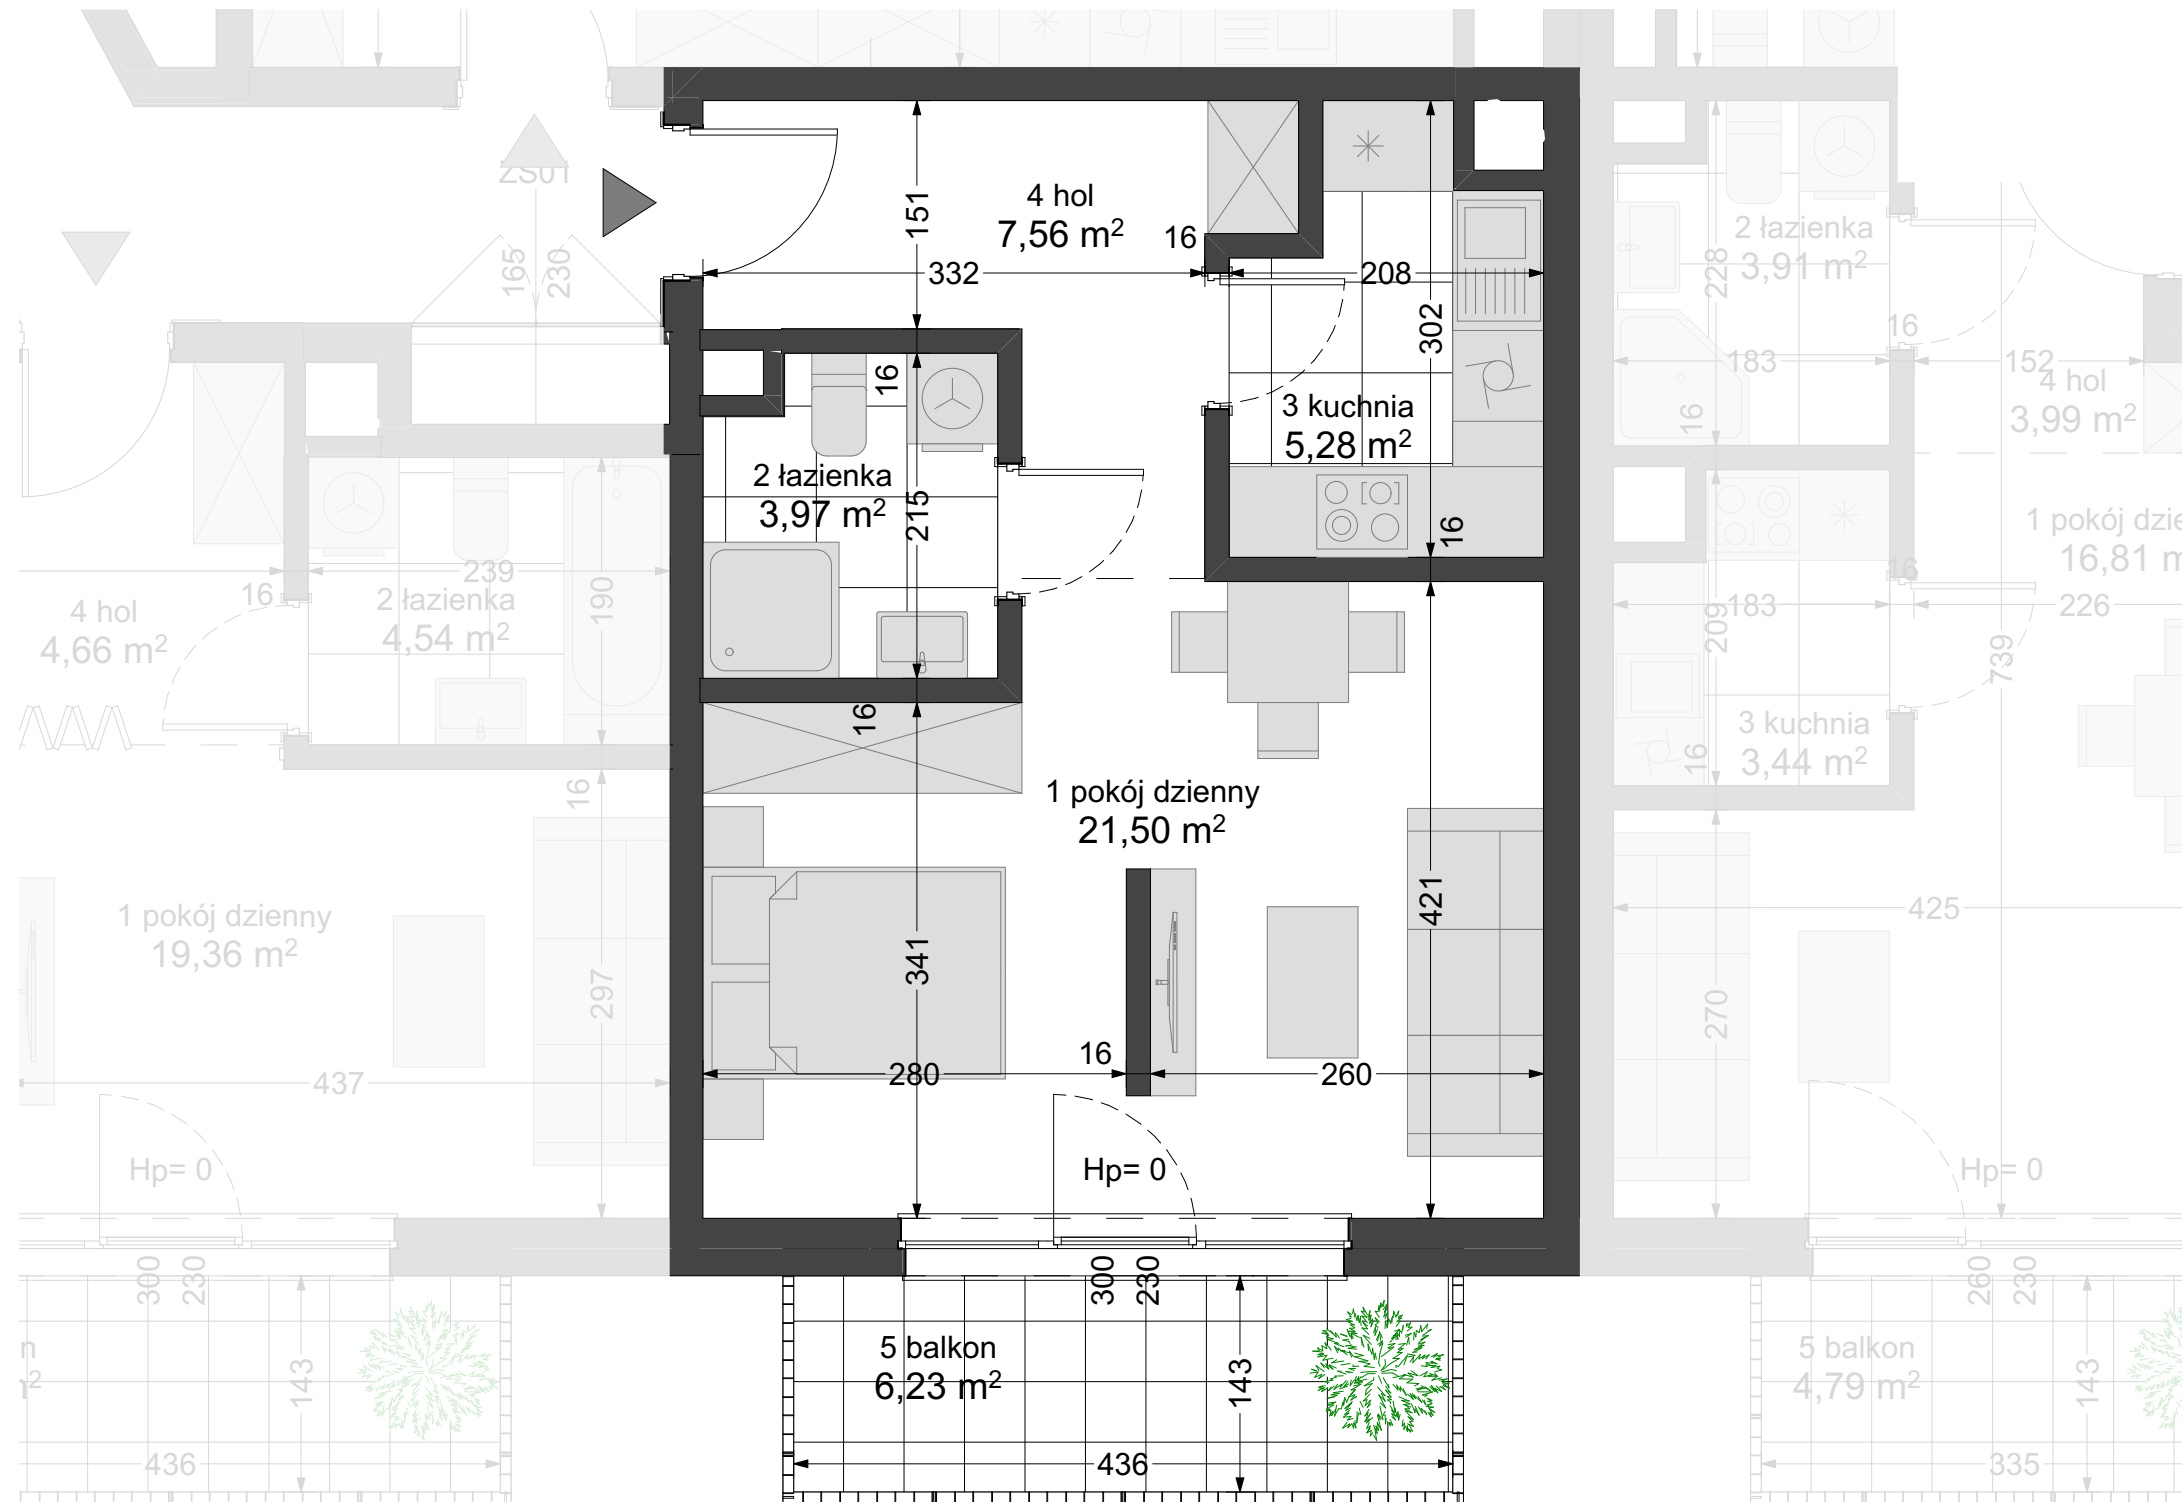 ZS01
165
230
4 hol
7,56 m²
151
332
16
208
302
2 łazienka
3,91 m²
228
16
183
152
4 hol
3,99 m²
16
16
3 kuchnia
5,28 m²
2 łazienka
3,97 m²
215
16
239
190
16
2 łazienka
4,54 m²
4 hol
4,66 m²
1 pokój dzie
16,81 m
16
183
209
226
739
16
3 kuchnia
3,44 m²
16
16
1 pokój dzienny
21,50 m²
1 pokój dzienny
19,36 m²
297
437
341
421
425
270
16
280
260
Hp= 0
Hp= 0
Hp= 0
300
230
300
230
260
230
n
²
143
436
5 balkon
6,23 m²
143
436
5 balkon
4,79 m²
143
335